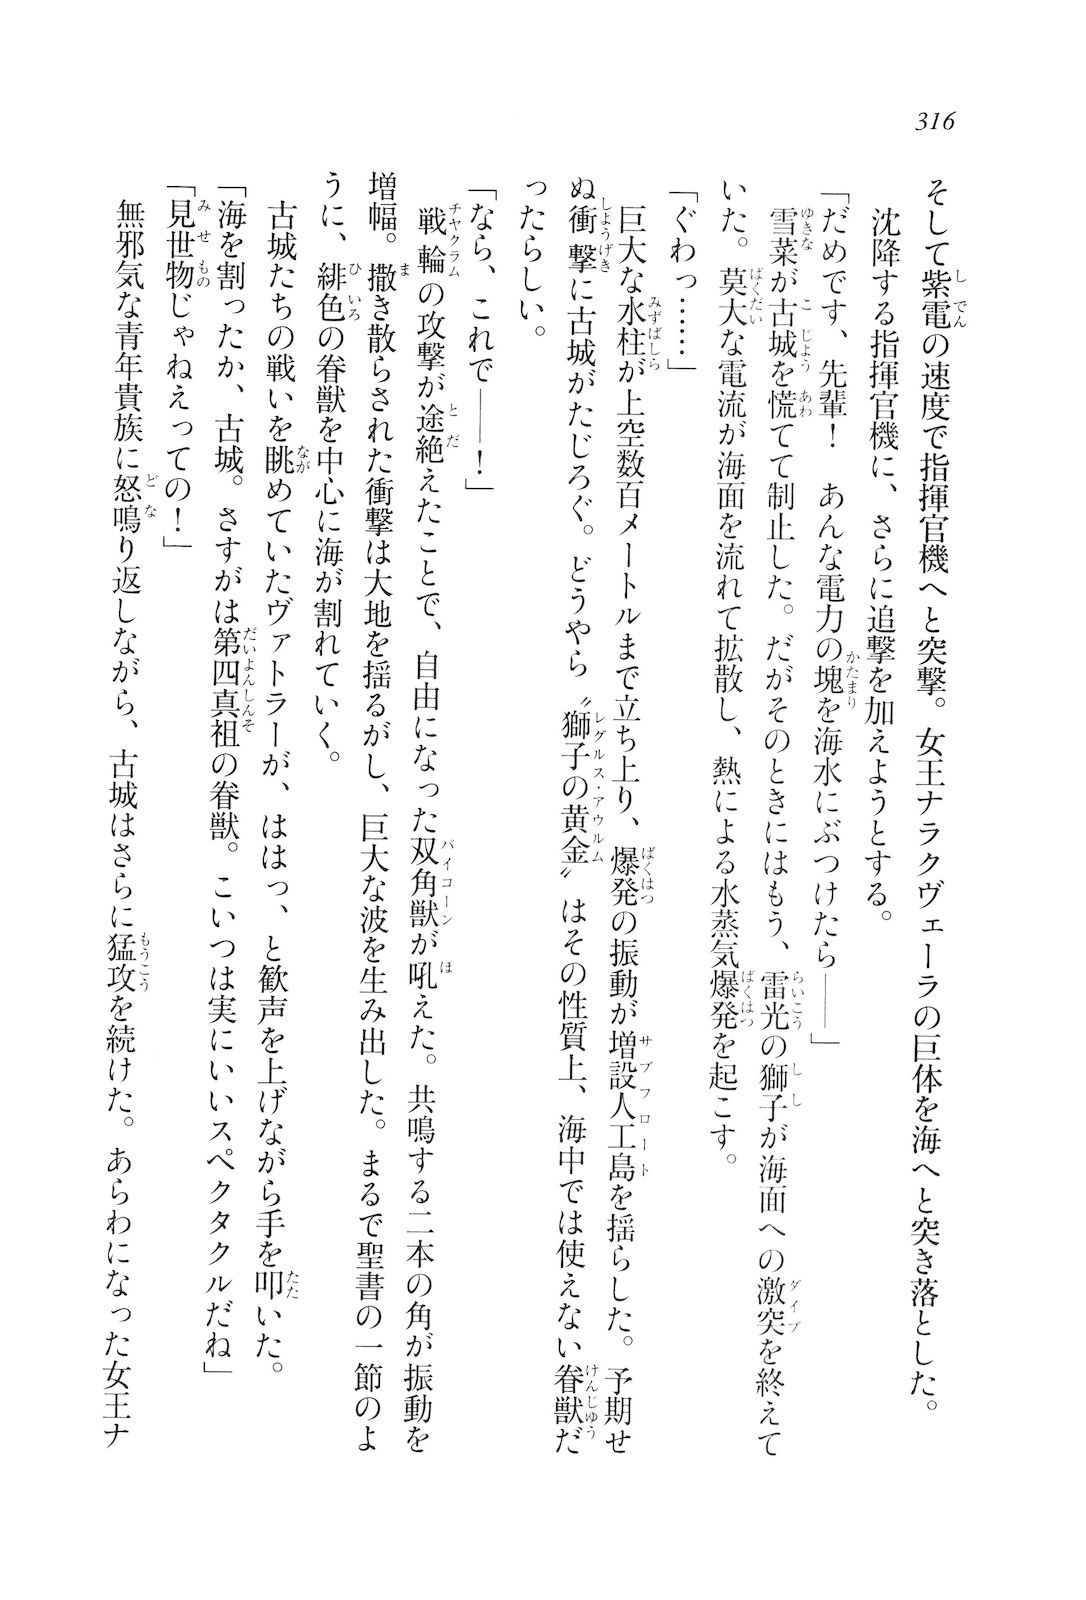 316
そして紫電の速度で指揮官機へと突撃。女王ナラクヴェーラの巨体を海へと突き落とした。
沈降する指揮官機に、さらに追撃を加えようとする。
「だめです、先輩！　あんな電力の塊を海水にぶつけたら――」
雪菜が古城を慌てて制止した。だがそのときにはもう、雷光の獅子が海面への激突を終えて
いた。莫大な電流が海面を流れて拡散し、熱による水蒸気爆発を起こす。
「ぐわっ……」
巨大な水柱が上空数百メートルまで立ち上り、爆発の振動が増設人工島を揺らした。予期せ
ぬ衝撃に古城がたじろぐ。どうやら〝獅子の黄金〟はその性質上、海中では使えない眷獣だ
ったらしい。
「なら、これで――！」
戦輪の攻撃が途絶えたことで、自由になった双角獣が吼えた。共鳴する二本の角が振動を
増幅。撒き散らされた衝撃は大地を揺るがし、巨大な波を生み出した。まるで聖書の一節のよ
うに、緋色の眷獣を中心に海が割れていく。
古城たちの戦いを眺めていたヴァトラーが、ははっ、と歓声を上げながら手を叩いた。
「海を割ったか、古城。さすがは第四真祖の眷獣。こいつは実にいいスペクタクルだね」
「見世物じゃねえっての！」
無邪気な青年貴族に怒鳴り返しながら、古城はさらに猛攻を続けた。あらわになった女王ナ